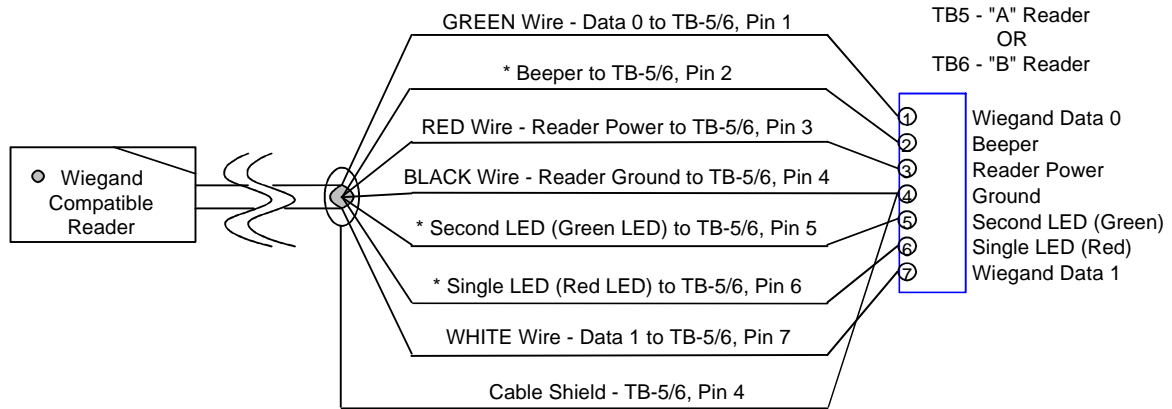 GREEN Wire - Data 0 to TB-5/6, Pin 1
* Beeper to TB-5/6, Pin 2
RED Wire - Reader Power to TB-5/6, Pin 3
BLACK Wire - Reader Ground to TB-5/6, Pin 4
* Second LED (Green LED) to TB-5/6, Pin 5
* Single LED (Red LED) to TB-5/6, Pin 6
WHITE Wire - Data 1 to TB-5/6, Pin 7
Cable Shield - TB-5/6, Pin 4
Wiegand
Compatible
Reader
TB5 - "A" Reader
OR
TB6 - "B" Reader
1 Wiegand Data 0
2 Beeper
3 Reader Power
4 Ground
5 Second LED (Green)
6 Single LED (Red)
7 Wiegand Data 1